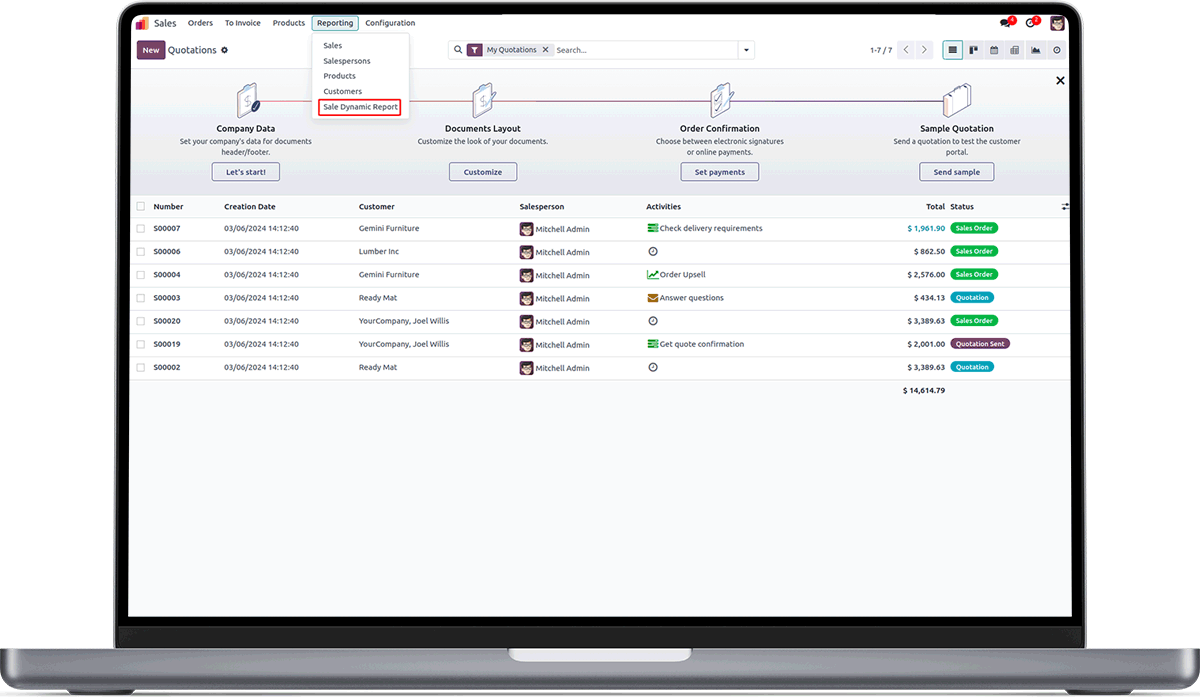 Sales Orders To Invoice Products Reporting Configuration
4 2
New Quotations My Quotations Search... 1-7 / 7
Sales
Salespersons
Products
Customers
Sale Dynamic Report
Company Data
Set your company's data for documents
header/footer.
Let's start!
Documents Layout
Customize the look of your documents.
Customize
Order Confirmation
Choose between electronic signatures
or online payments.
Set payments
Sample Quotation
Send a quotation to test the customer
portal.
Send sample
Number Creation Date Customer Salesperson Activities Total Status
S00007 03/06/2024 14:12:40 Gemini Furniture Mitchell Admin Check delivery requirements $ 1,961.90 Sales Order
S00006 03/06/2024 14:12:40 Lumber Inc Mitchell Admin $ 862.50 Sales Order
S00004 03/06/2024 14:12:40 Gemini Furniture Mitchell Admin Order Upsell $ 2,576.00 Sales Order
S00003 03/06/2024 14:12:40 Ready Mat Mitchell Admin Answer questions $ 434.13 Quotation
S00020 03/06/2024 14:12:40 YourCompany, Joel Willis Mitchell Admin $ 3,389.63 Sales Order
S00019 03/06/2024 14:12:40 YourCompany, Joel Willis Mitchell Admin Get quote confirmation $ 2,001.00 Quotation Sent
S00002 03/06/2024 14:12:40 Ready Mat Mitchell Admin $ 3,389.63 Quotation
$ 14,614.79